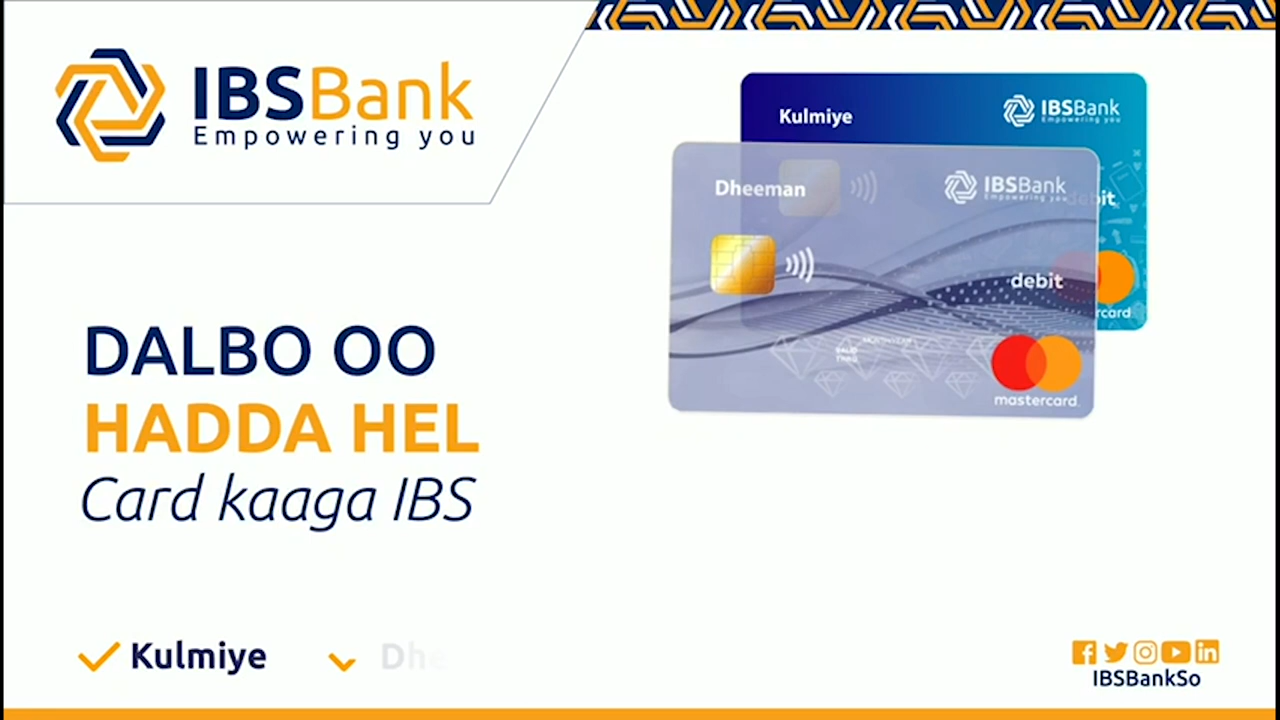 IBSBank
Empowering you
Kulmiye
IBSBank
Empowering you
Dheeman
IBSBank
Empowering you
debit
debit
mastercard.
DALBO OO
HADDA HEL
Card kaaga IBS
Kulmiye
Dhe
IBSBankSo